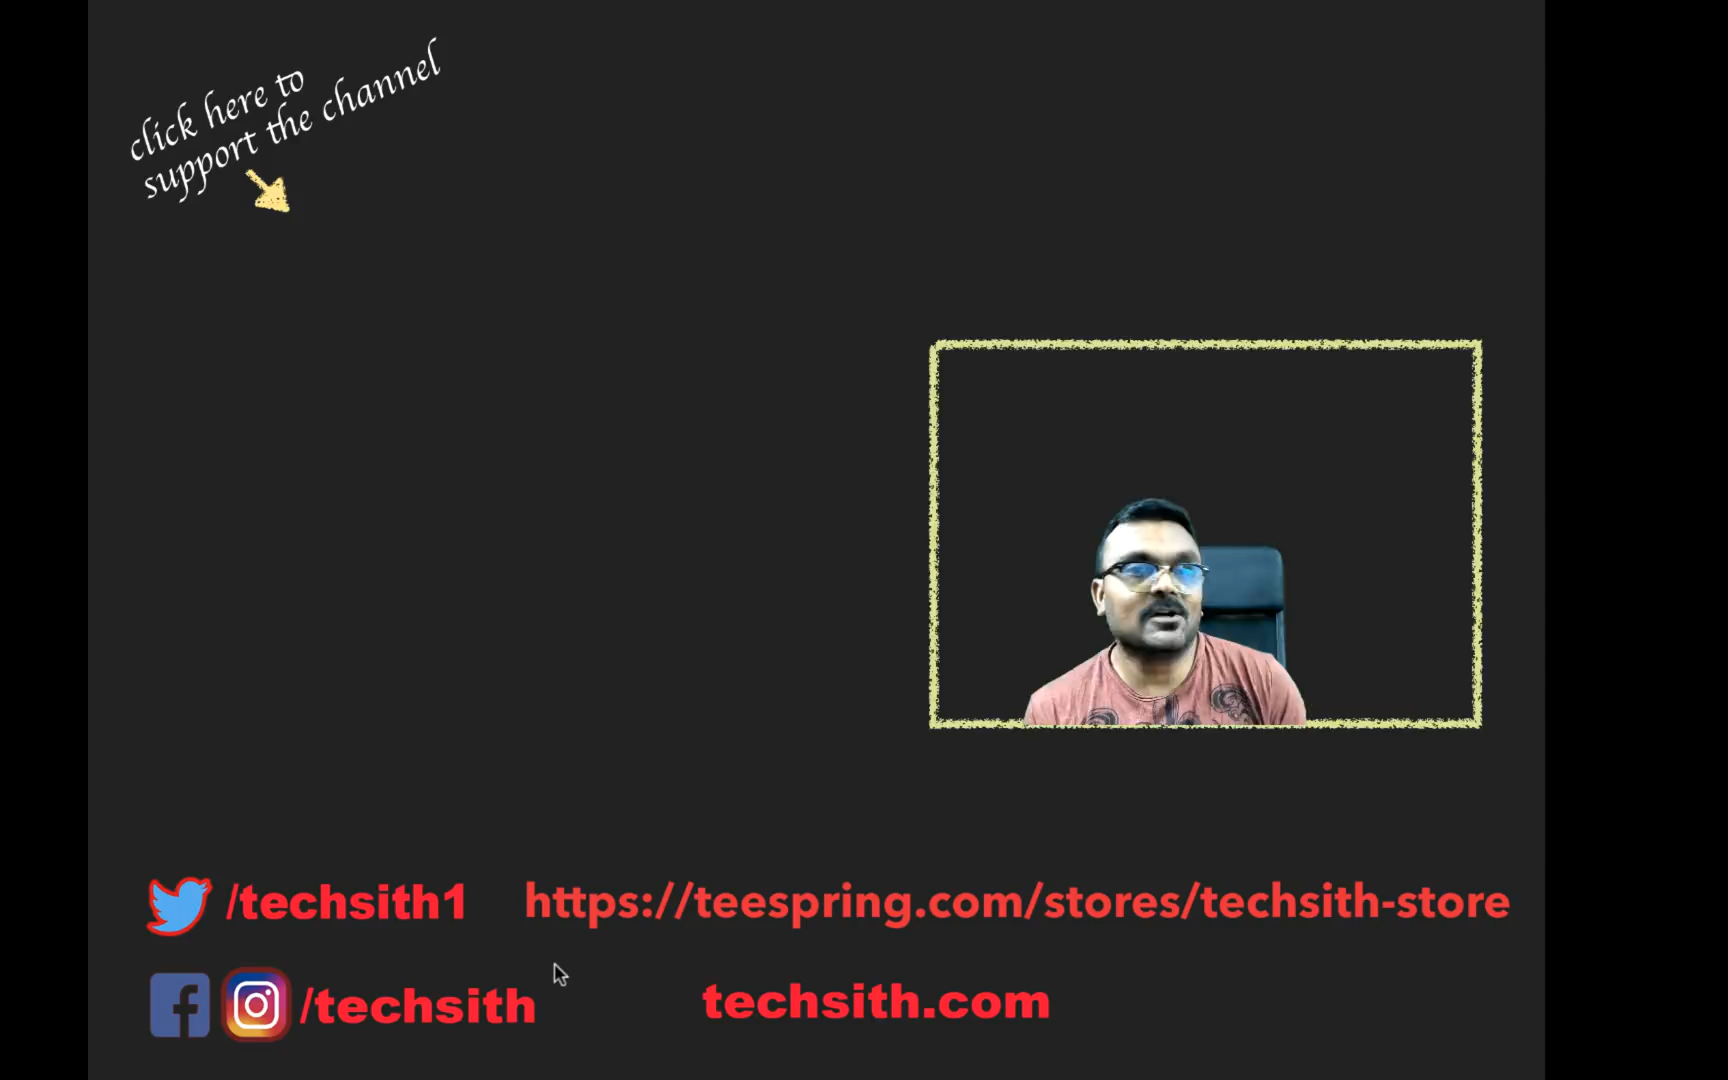 click here to
support the channel
/techsith1
https://teespring.com/stores/techsith-store
/techsith
techsith.com